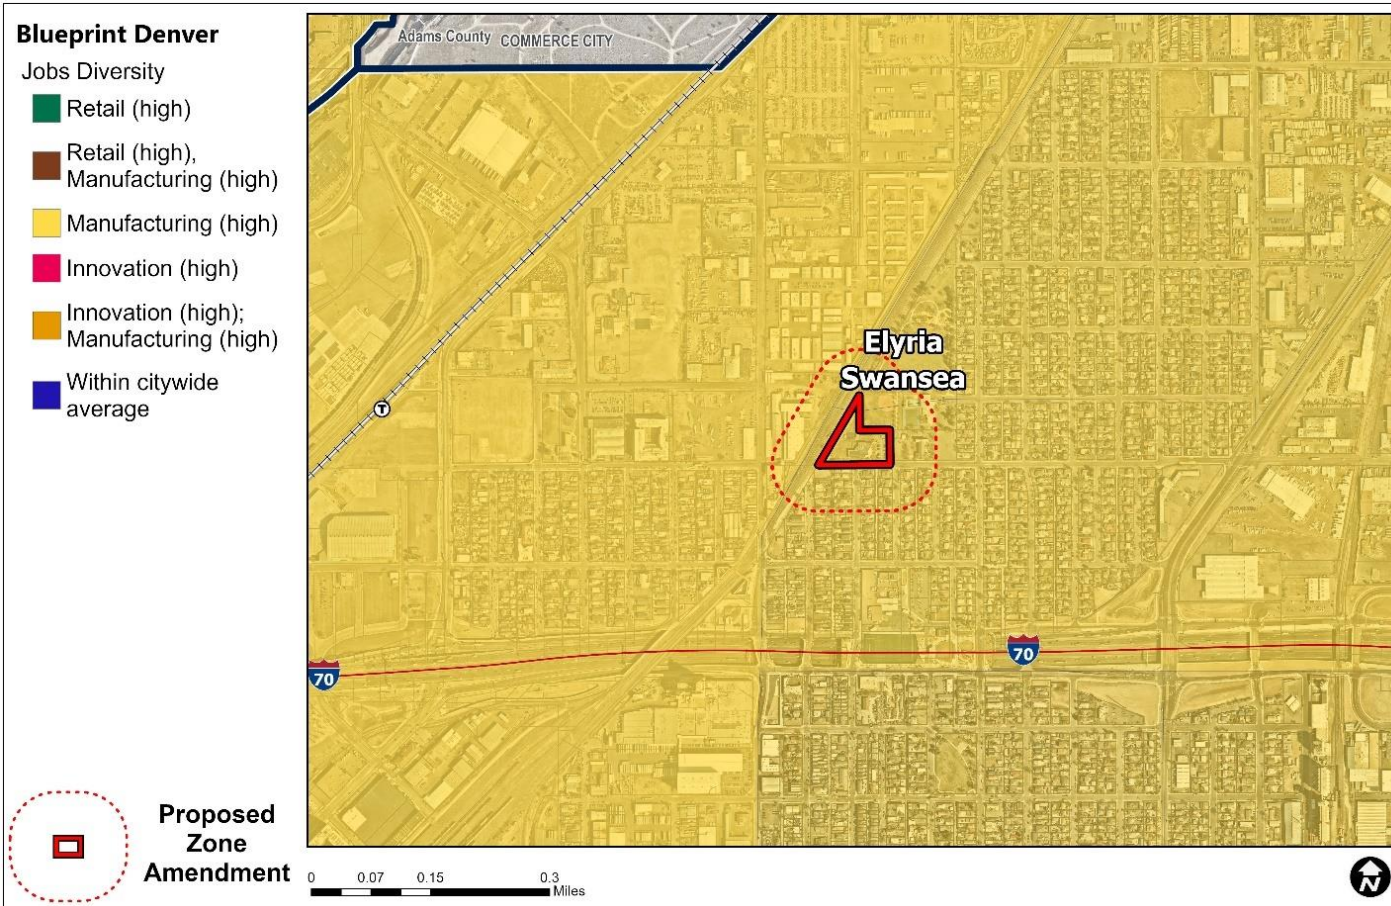 Blueprint Denver
Jobs Diversity
Retail (high)
Retail (high),
Manufacturing (high)
Manufacturing (high)
Innovation (high)
Innovation (high);
Manufacturing (high)
Within citywide
average
Proposed
Zone
Amendment
Adams County
COMMERCE CITY
T
Elyria
Swansea
70
70
0 0.07 0.15 0.3
Miles
N